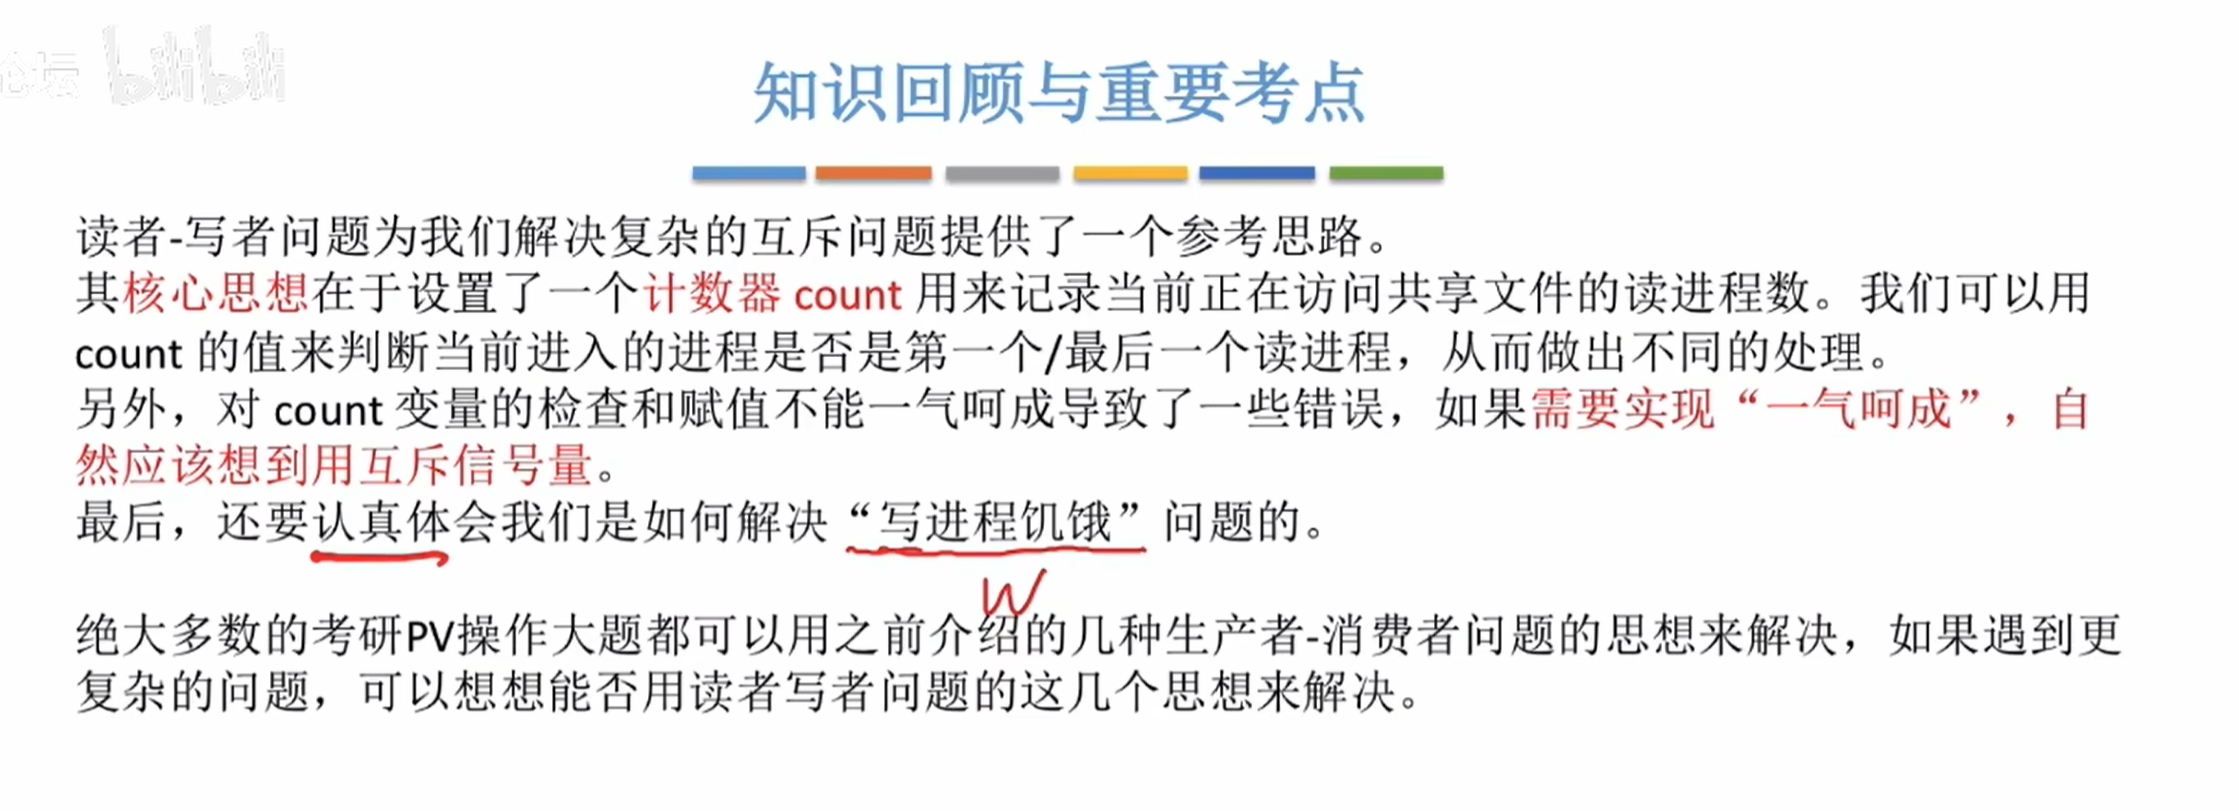 论坛 bilibili
知识回顾与重要考点
读者-写者问题为我们解决复杂的互斥问题提供了一个参考思路。
其核心思想在于设置了一个计数器 count 用来记录当前正在访问共享文件的读进程数。我们可以用
count 的值来判断当前进入的进程是否是第一个/最后一个读进程，从而做出不同的处理。
另外，对 count 变量的检查和赋值不能一气呵成导致了一些错误，如果需要实现“一气呵成”，自
然应该想到用互斥信号量。
最后，还要认真体会我们是如何解决“写进程饥饿”问题的。
W
绝大多数的考研PV操作大题都可以用之前介绍的几种生产者-消费者问题的思想来解决，如果遇到更
复杂的问题，可以想想能否用读者写者问题的这几个思想来解决。